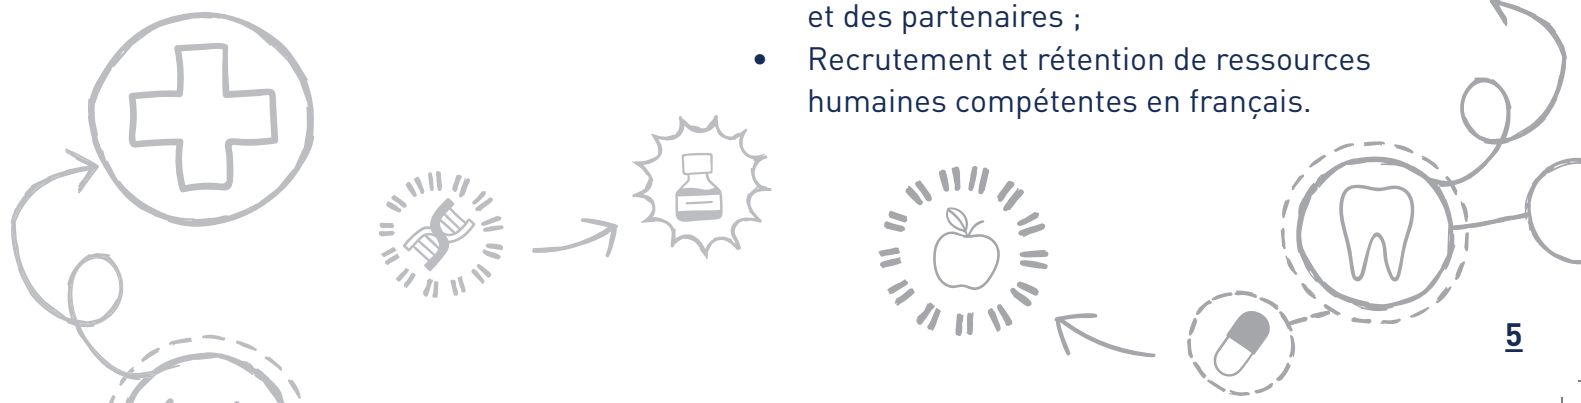 et des partenaires ;
• Recrutement et rétention de ressources
humaines compétentes en français.
5